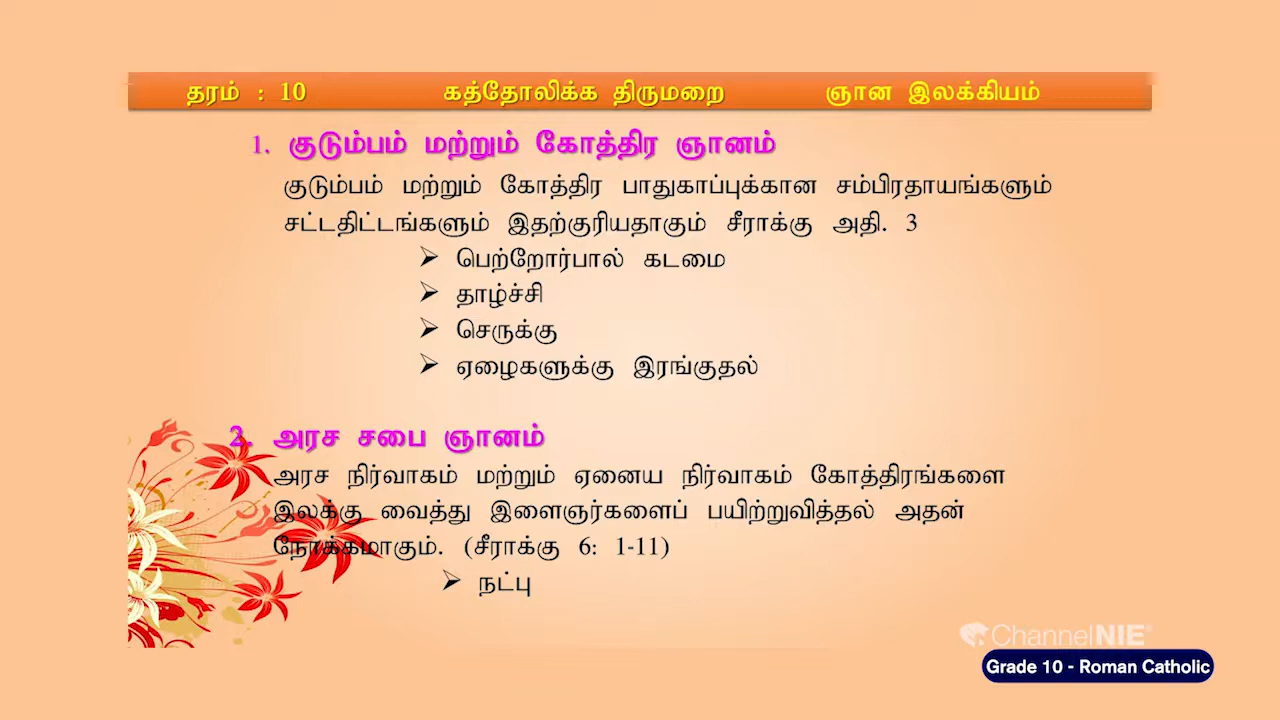 தரம் : 10 கத்தோலிக்க திருமறை ஞான இலக்கியம்
1. குடும்பம் மற்றும் கோத்திர ஞானம்
குடும்பம் மற்றும் கோத்திர பாதுகாப்புக்கான சம்பிரதாயங்களும்
சட்டதிட்டங்களும் இதற்குரியதாகும் சீராக்கு அதி. 3
➢ பெற்றோர்பால் கடமை
➢ தாழ்ச்சி
➢ செருக்கு
➢ ஏழைகளுக்கு இரங்குதல்
2. அரச சபை ஞானம்
அரச நிர்வாகம் மற்றும் ஏனைய நிர்வாகம் கோத்திரங்களை
இலக்கு வைத்து இளைஞர்களைப் பயிற்றுவித்தல் அதன்
நோக்கமாகும். (சீராக்கு 6: 1-11)
➢ நட்பு
ChannelNIE
Grade 10 - Roman Catholic